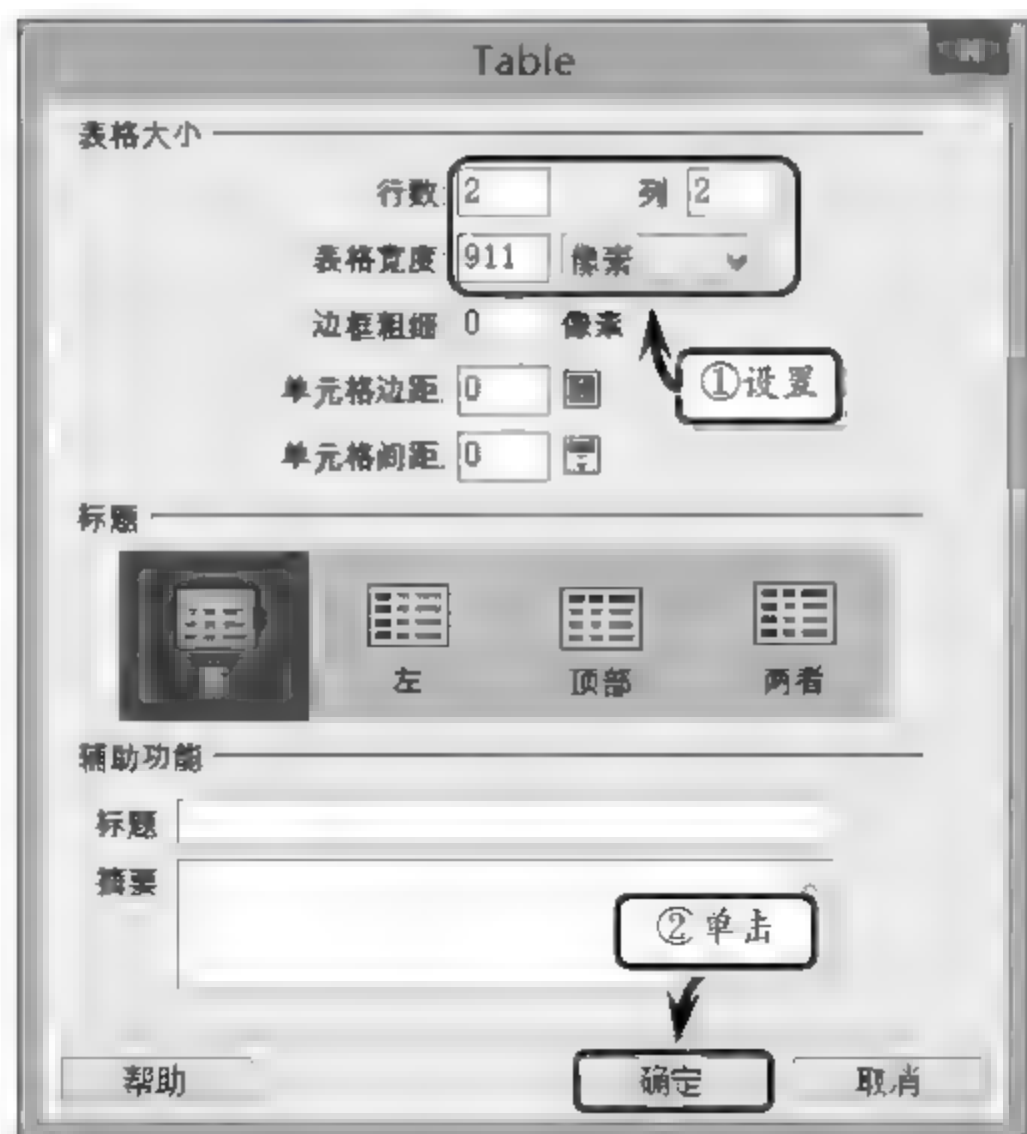 Table
表格大小
行数: 2 列 2
表格宽度: 911 像素
边框粗细 0 像素
①设置
单元格边距 0
单元格间距 0
标题
左 顶部 两者
辅助功能
标题
摘要
②单击
帮助 确定 取消